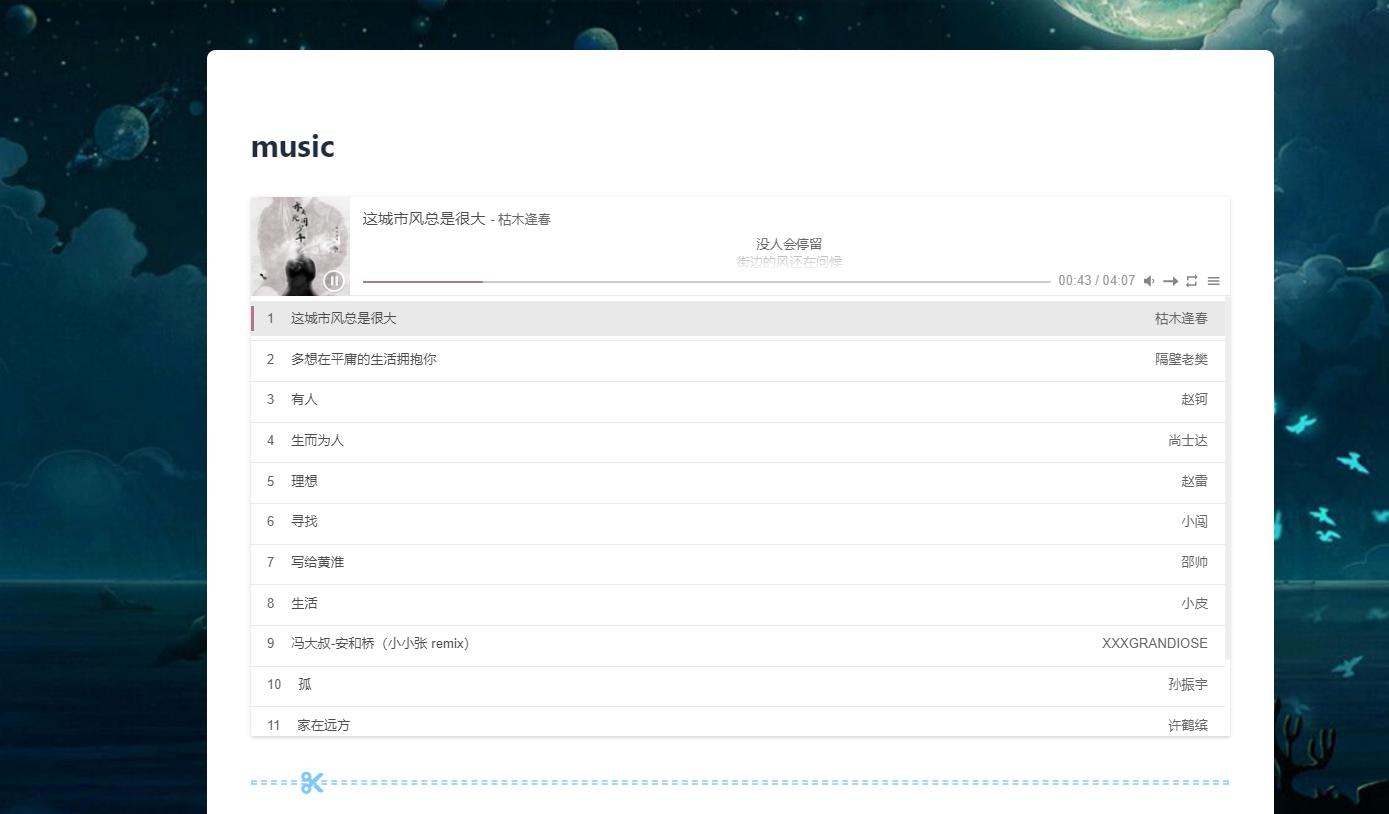 music
这城市风总是很大 - 枯木逢春
没人会停留
街边的风还在问候
00:43 / 04:07
1 这城市风总是很大 枯木逢春
2 多想在平庸的生活拥抱你 隔壁老樊
3 有人 赵钶
4 生而为人 尚士达
5 理想 赵雷
6 寻找 小闯
7 写给黄淮 邵帅
8 生活 小皮
9 冯大叔-安和桥（小小张 remix） XXXGRANDIOSE
10 孤 孙振宇
11 家在远方 许鹤缤